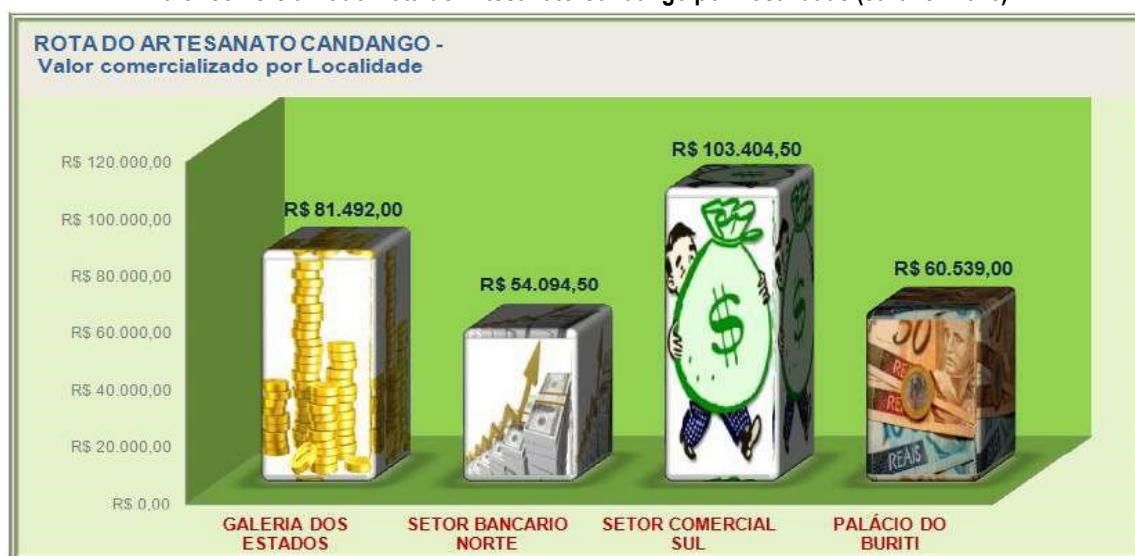 ROTA DO ARTESANATO CANDANGO -
Valor comercializado por Localidade
R$ 120.000,00
R$ 100.000,00
R$ 80.000,00
R$ 60.000,00
R$ 40.000,00
R$ 20.000,00
R$ 0,00
R$ 81.492,00
R$ 54.094,50
R$ 103.404,50
R$ 60.539,00
$
50
REAIS
GALERIA DOS
ESTADOS
SETOR BANCARIO
NORTE
SETOR COMERCIAL
SUL
PALÁCIO DO
BURITI